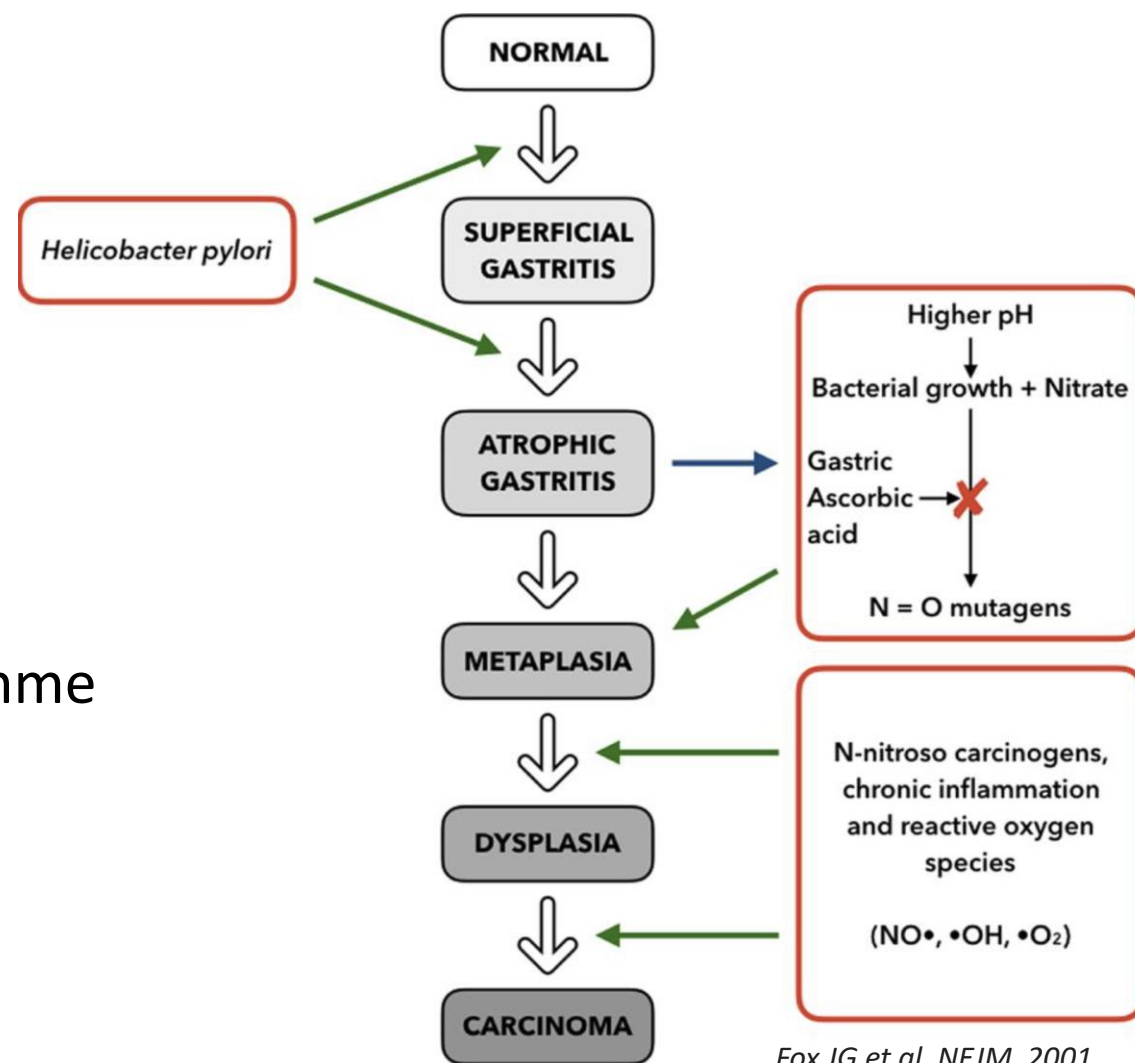 NORMAL
Helicobacter pylori
SUPERFICIAL
GASTRITIS
ATROPHIC
GASTRITIS
Higher pH
Bacterial growth + Nitrate
Gastric
Ascorbic
acid
N = O mutagens
METAPLASIA
N-nitroso carcinogens,
chronic inflammation
and reactive oxygen
species
(NO•, •OH, •O₂)
DYSPLASIA
CARCINOMA